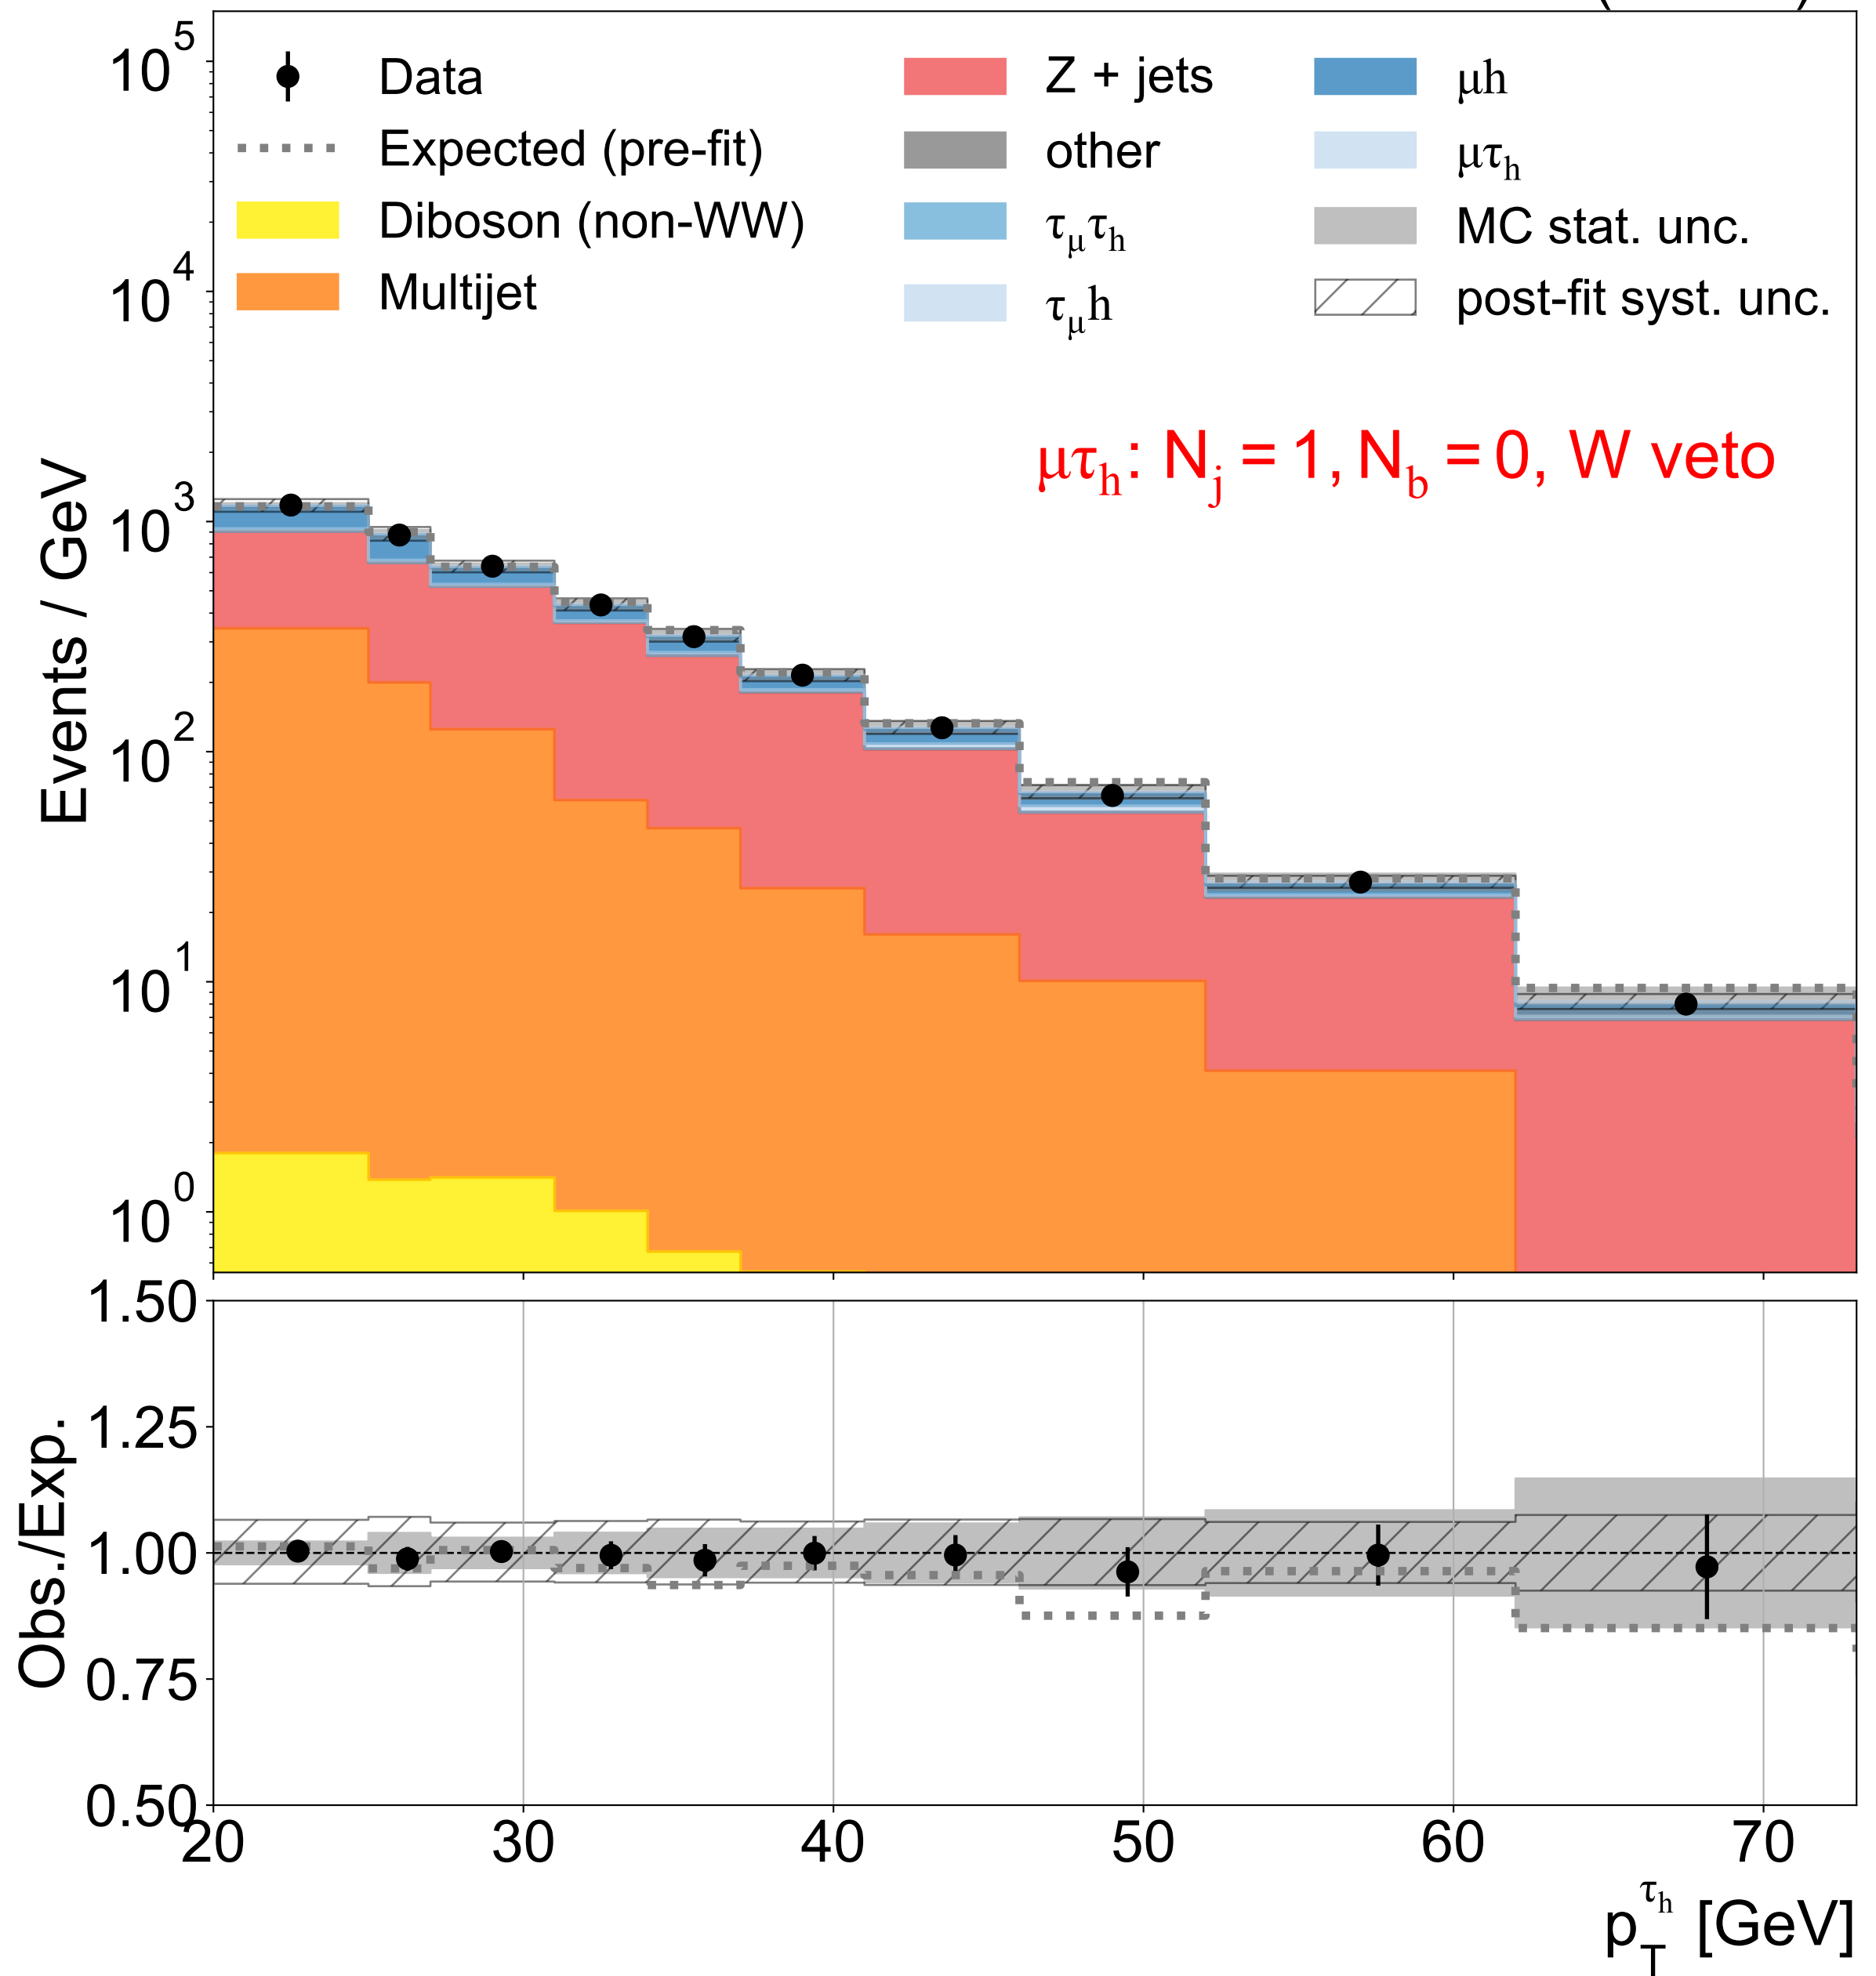 Data
Expected (pre-fit)
Diboson (non-WW)
Multijet
Z + jets
other
τμτh
τμh
μh
μτh
MC stat. unc.
post-fit syst. unc.
μτh: Nj = 1, Nb = 0, W veto
Events / GeV
10^5
10^4
10^3
10^2
10^1
10^0
Obs./Exp.
1.50
1.25
1.00
0.75
0.50
20 30 40 50 60 70
pT^τh [GeV]